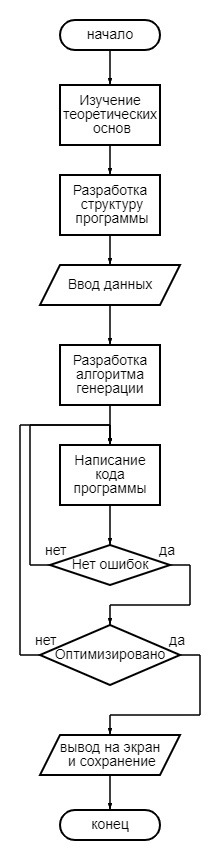 начало
Изучение
теоретических
основ
Разработка
структуру
программы
Ввод данных
Разработка
алгоритма
генерации
Написание
кода
программы
нет
да
Нет ошибок
нет
да
Оптимизировано
вывод на экран
и сохранение
конец